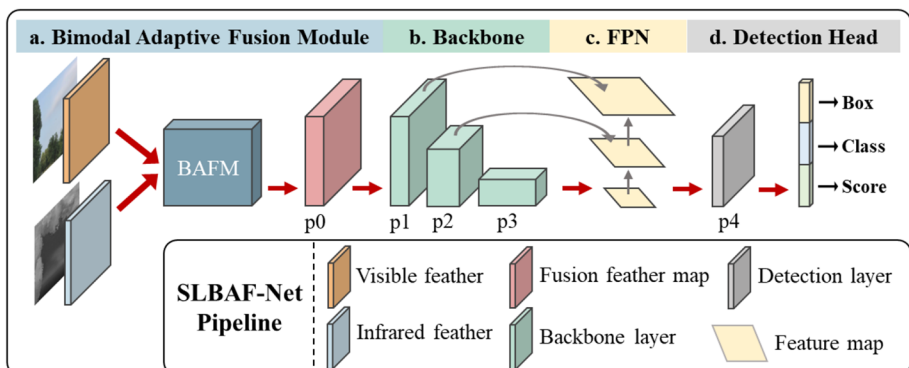 a. Bimodal Adaptive Fusion Module b. Backbone c. FPN d. Detection Head
BAFM
Box
Class
Score
p0 p1 p2 p3 p4
SLBAF-Net
Pipeline
Visible feather Fusion feather map Detection layer
Infrared feather Backbone layer Feature map